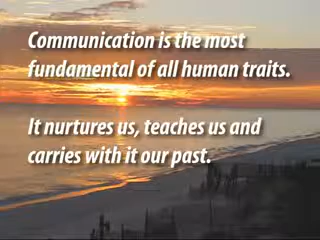 Communication is the most
fundamental of all human traits.
It nurtures us, teaches us and
carries with it our past.